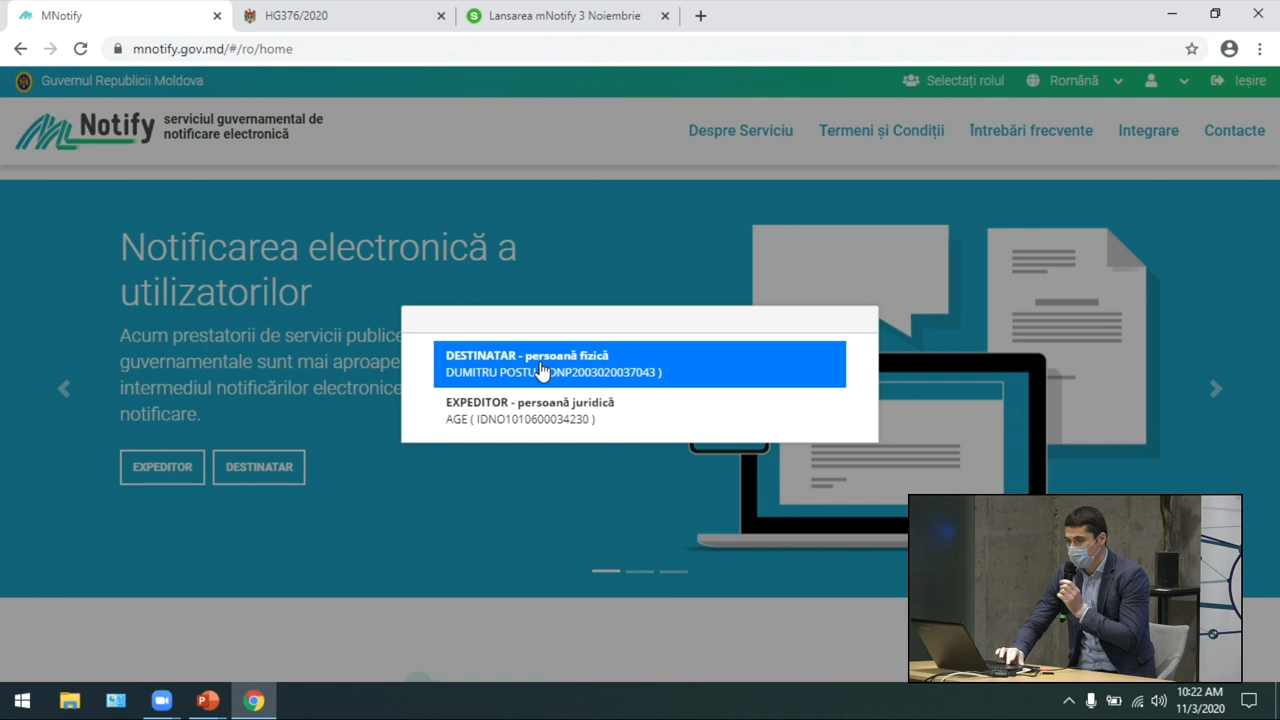 MNotify
HG376/2020
Lansarea mNotify 3 Noiembrie
mnotify.gov.md/#/ro/home
Guvernul Republicii Moldova
Selectați rolul
Română
Ieșire
Notify
serviciul guvernamental de
notificare electronică
Despre Serviciu
Termeni și Condiții
Întrebări frecvente
Integrare
Contacte
Notificarea electronică a
utilizatorilor
Acum prestatorii de servicii publice
guvernamentale sunt mai aproape
intermediul notificărilor electronice
notificare.
EXPEDITOR
DESTINATAR
DESTINATAR - persoană fizică
DUMITRU POSTU DNP2003020037043 )
EXPEDITOR - persoană juridică
AGE ( IDNO1010600034230 )
10:22 AM
11/3/2020